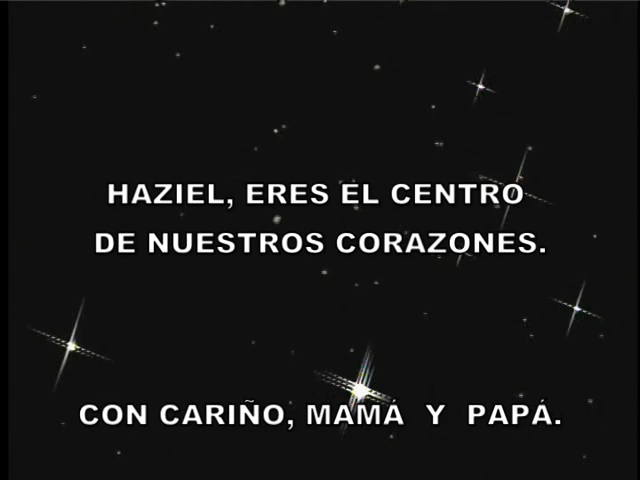 HAZIEL, ERES EL CENTRO
DE NUESTROS CORAZONES.
CON CARIÑO, MAMÁ Y PAPÁ.